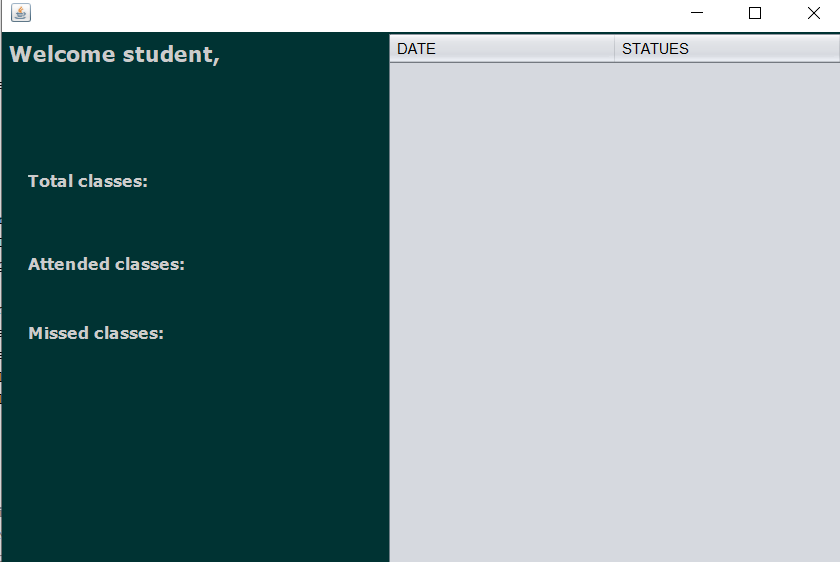 Welcome student,
Total classes:
Attended classes:
Missed classes:
DATE STATUES